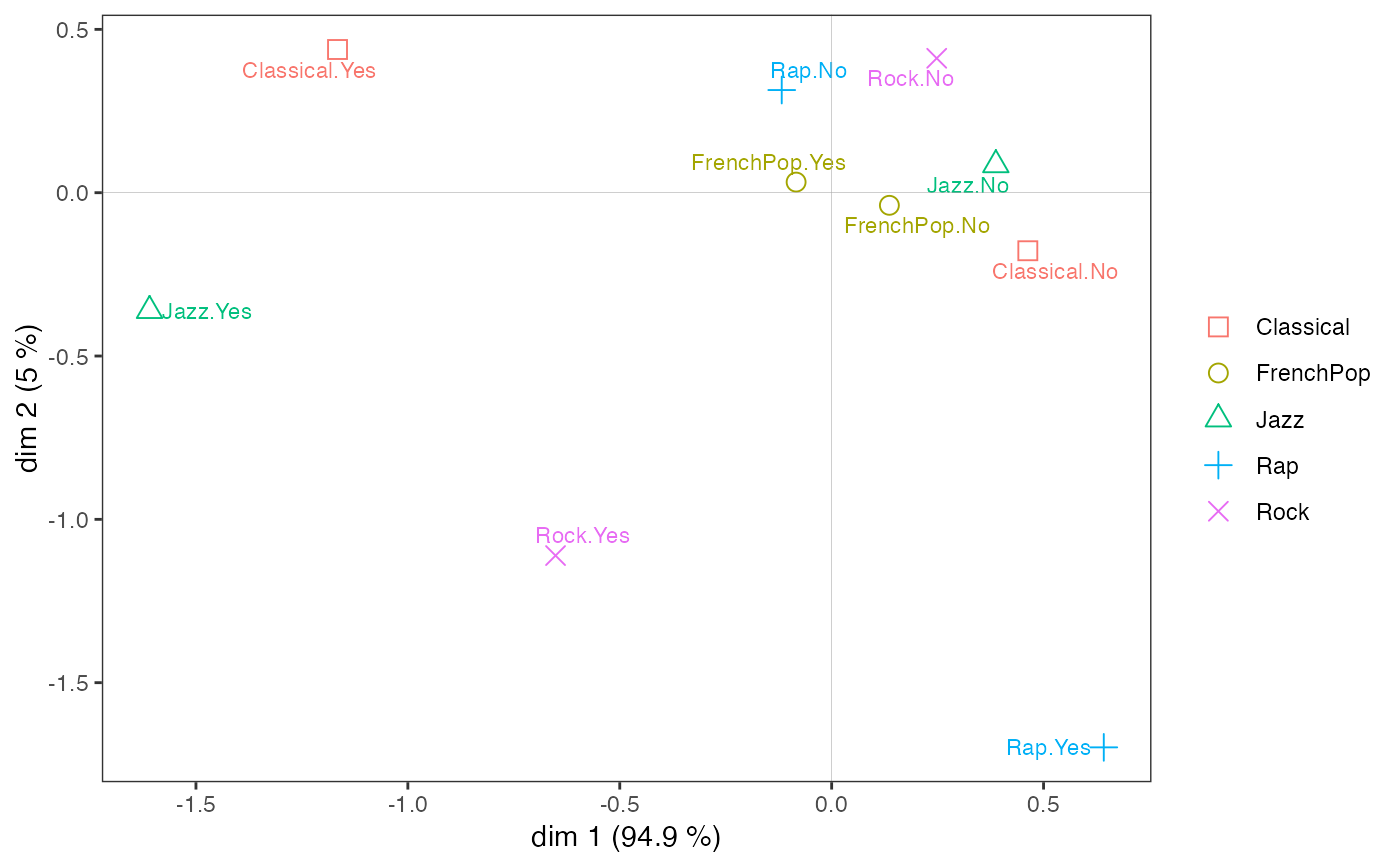 0.5
Classical.Yes
Rap.No
Rock.No
FrenchPop.Yes
Jazz.No
0.0
FrenchPop.No
Classical.No
Jazz.Yes
-0.5
-1.0
Rock.Yes
-1.5
Rap.Yes
-1.5 -1.0 -0.5 0.0 0.5
dim 1 (94.9 %)
dim 2 (5 %)
Classical
FrenchPop
Jazz
Rap
Rock